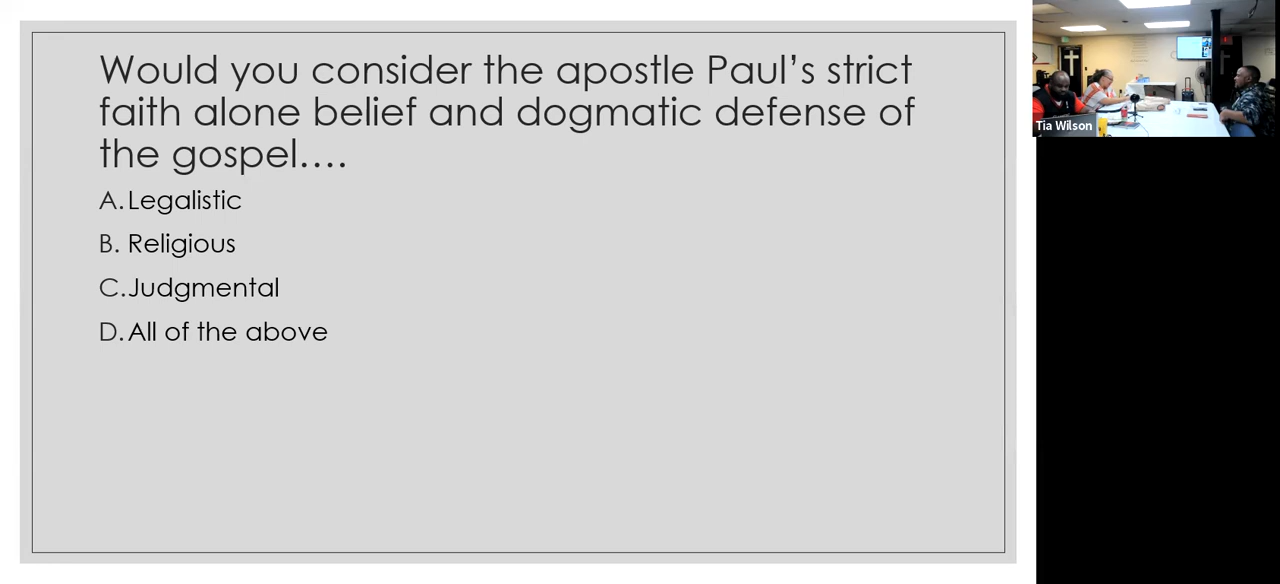 Would you consider the apostle Paul’s strict
faith alone belief and dogmatic defense of
the gospel….
A. Legalistic
B. Religious
C. Judgmental
D. All of the above
Tia Wilson